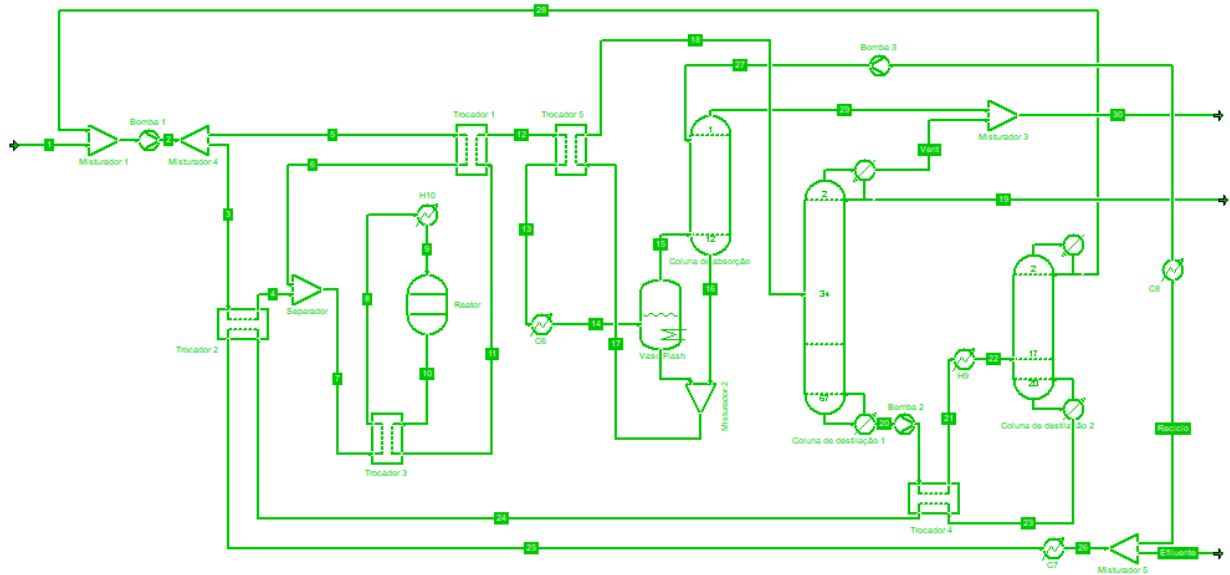 28
18
Bomba 3
27
29
1
30
Trocador 1
Trocador 5
Bomba 1
5
12
1
2
Misturador 1
Misturador 4
6
Misturador 3
Vent
2
19
H10
3
13
9
15
12
Coluna de absorção
2
C8
4
Separador
8
Reator
16
34
14
17
C6
Vaso Flash
Trocador 2
11
17
22
H9
20
7
10
Misturador 2
67
Bomba 2
20
Coluna de destilação 1
21
Coluna de destilação 2
Reciclo
Trocador 3
24
Trocador 4
23
25
26
Effluente
C7
Misturador 5